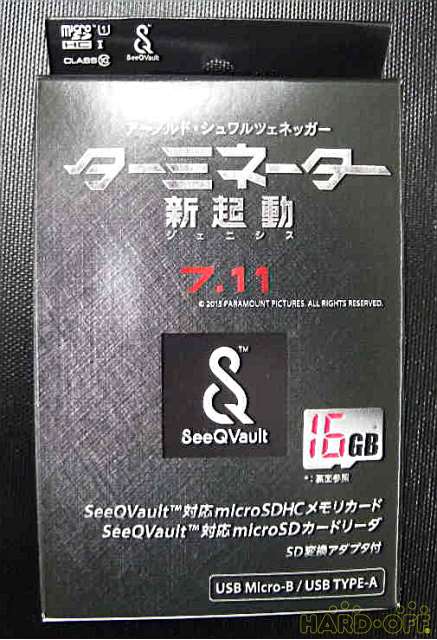 micro SD HC I U1
CLASS 10
SeeQVault
アーノルド・シュワルツェネッガー
ターミネーター
新起動
ジェニシス
7.11
© 2015 PARAMOUNT PICTURES. ALL RIGHTS RESERVED.
TM
SeeQVault
16GB
*：裏面参照
SeeQVault™対応microSDHCメモリカード
SeeQVault™対応microSDカードリーダ
SD変換アダプタ付
USB Micro-B / USB TYPE-A
HARD・OFF